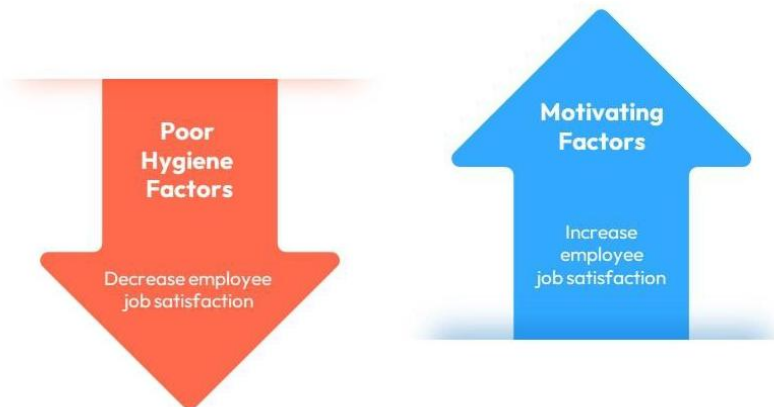 Poor
Hygiene
Factors
Decrease employee
job satisfaction
Motivating
Factors
Increase
employee
job satisfaction